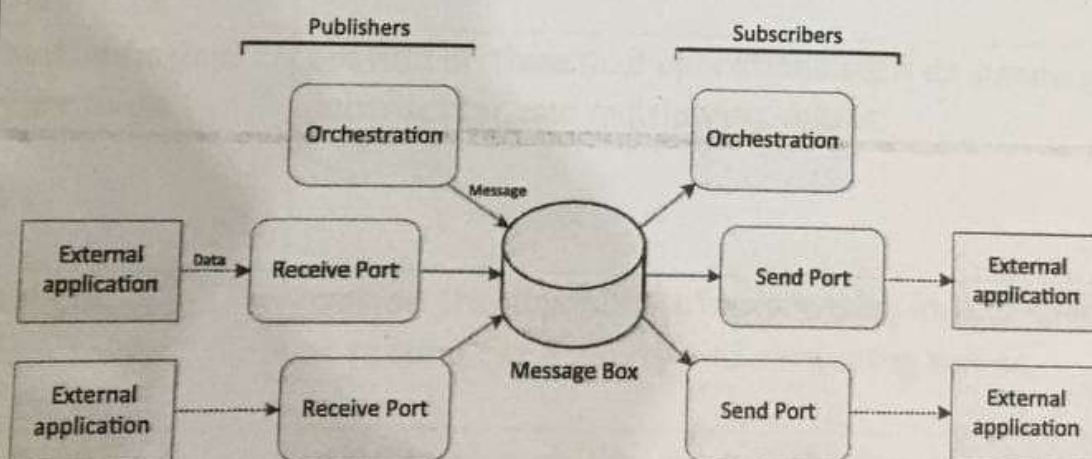 Publishers
Subscribers
Orchestration
Orchestration
Message
External
application
Data
Receive Port
Send Port
External
application
Message Box
External
application
Receive Port
Send Port
External
application